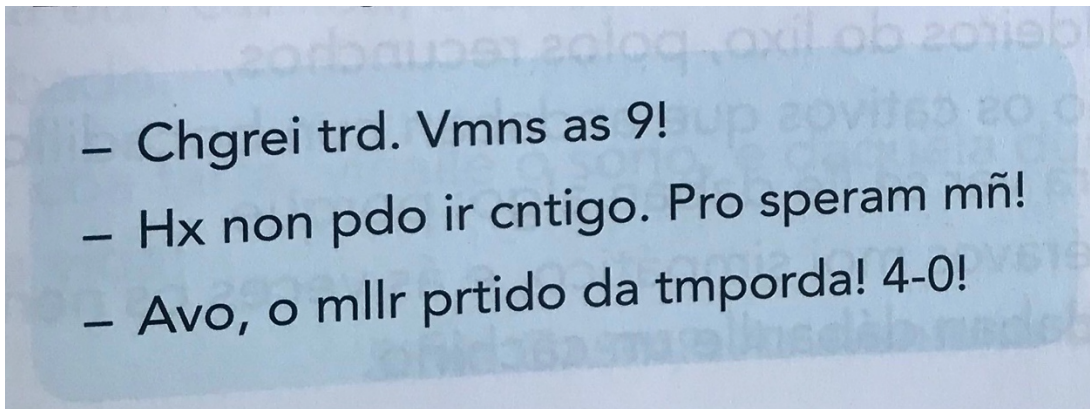 – Chgrei trd. Vmns as 9!
– Hx non pdo ir cntigo. Pro speram mñ!
– Avo, o mllr prtido da tmporda! 4-0!